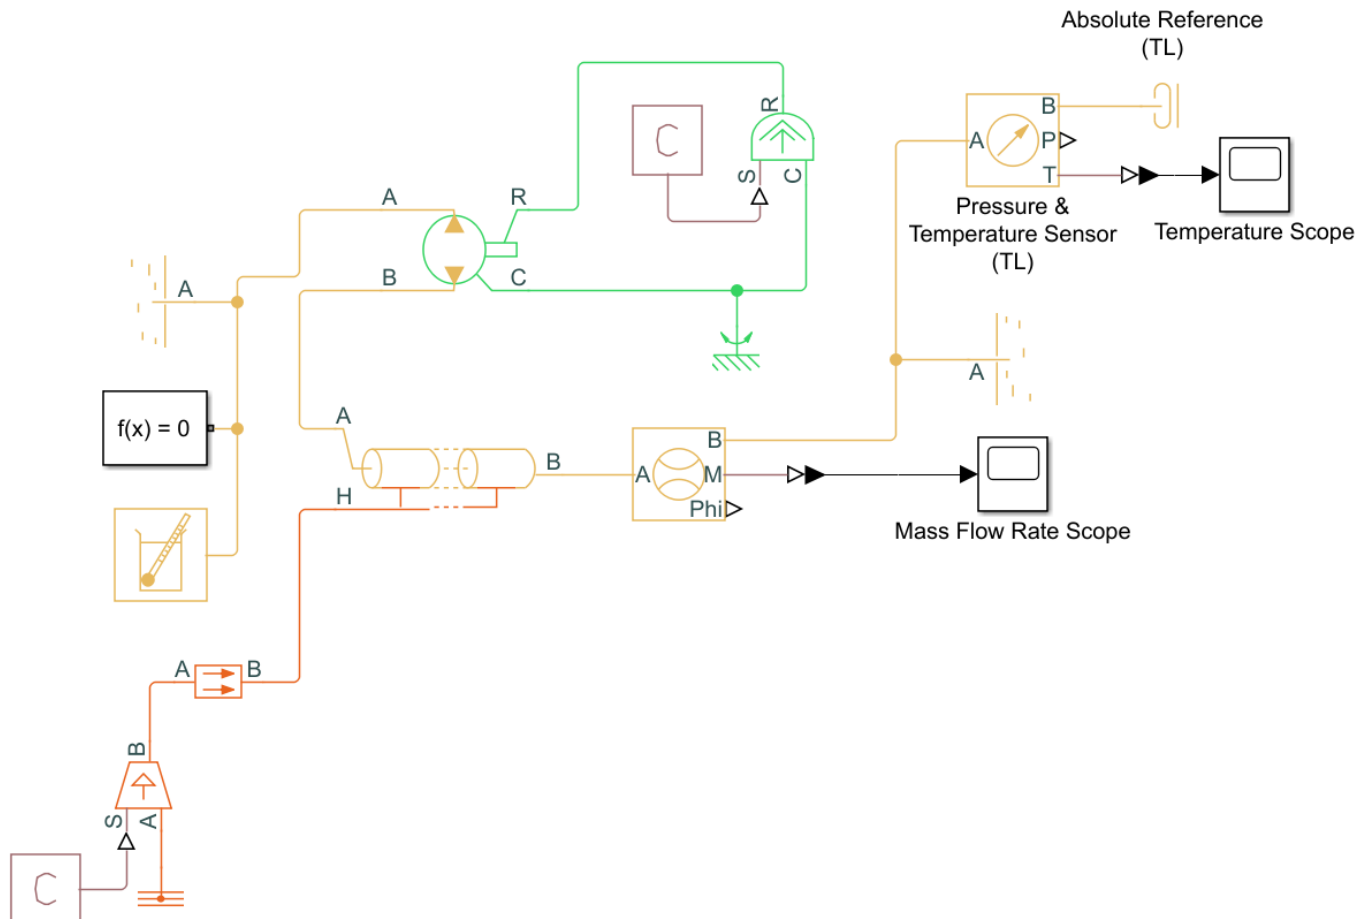 Absolute Reference
(TL)
R
C
B
A
P
T
S
C
A
R
Pressure &
Temperature Sensor
(TL)
Temperature Scope
A
B
C
A
f(x) = 0
A
B
B
A
M
Phi
H
Mass Flow Rate Scope
A
B
B
S
A
C